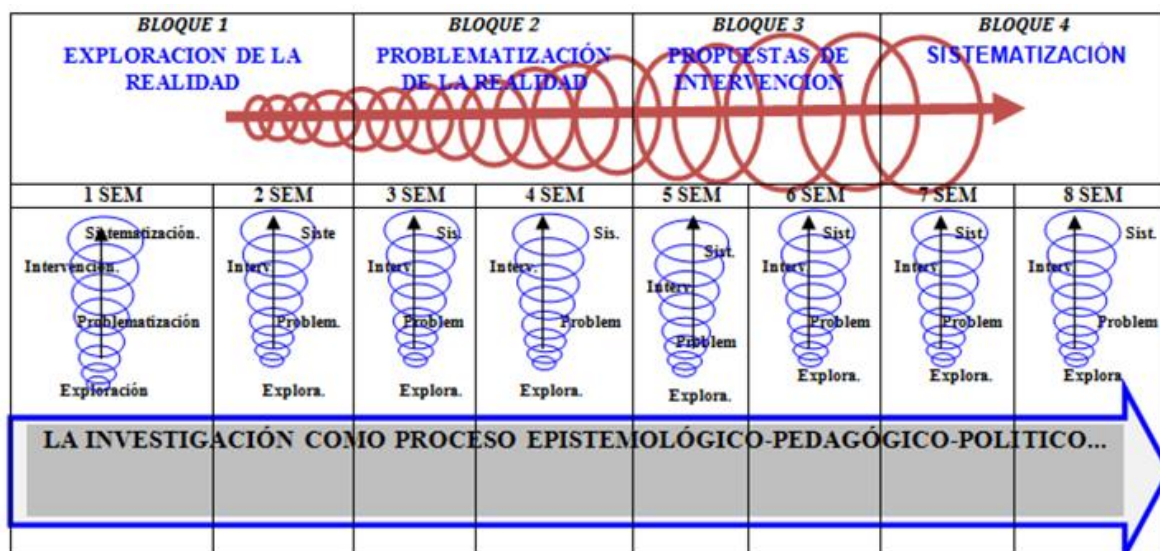 BLOQUE 1
EXPLORACION DE LA
REALIDAD
BLOQUE 2
PROBLEMATIZACIÓN
DE LA REALIDAD
BLOQUE 3
PROPUESTAS DE
INTERVENCION
BLOQUE 4
SISTEMATIZACIÓN
1 SEM
2 SEM
3 SEM
4 SEM
5 SEM
6 SEM
7 SEM
8 SEM
Sistematización.
Intervención.
Problematización
Exploración
Siste
Interv.
Problem.
Explora.
Sis.
Interv.
Problem
Explora.
Sis.
Interv.
Problem
Explora.
Sist.
Interv.
Problem
Explora.
Sist.
Interv.
Problem
Explora.
Sist.
Interv.
Problem
Explora.
Sist.
Interv.
Problem
Explora
LA INVESTIGACIÓN COMO PROCESO EPISTEMOLÓGICO-PEDAGÓGICO-POLITICO...